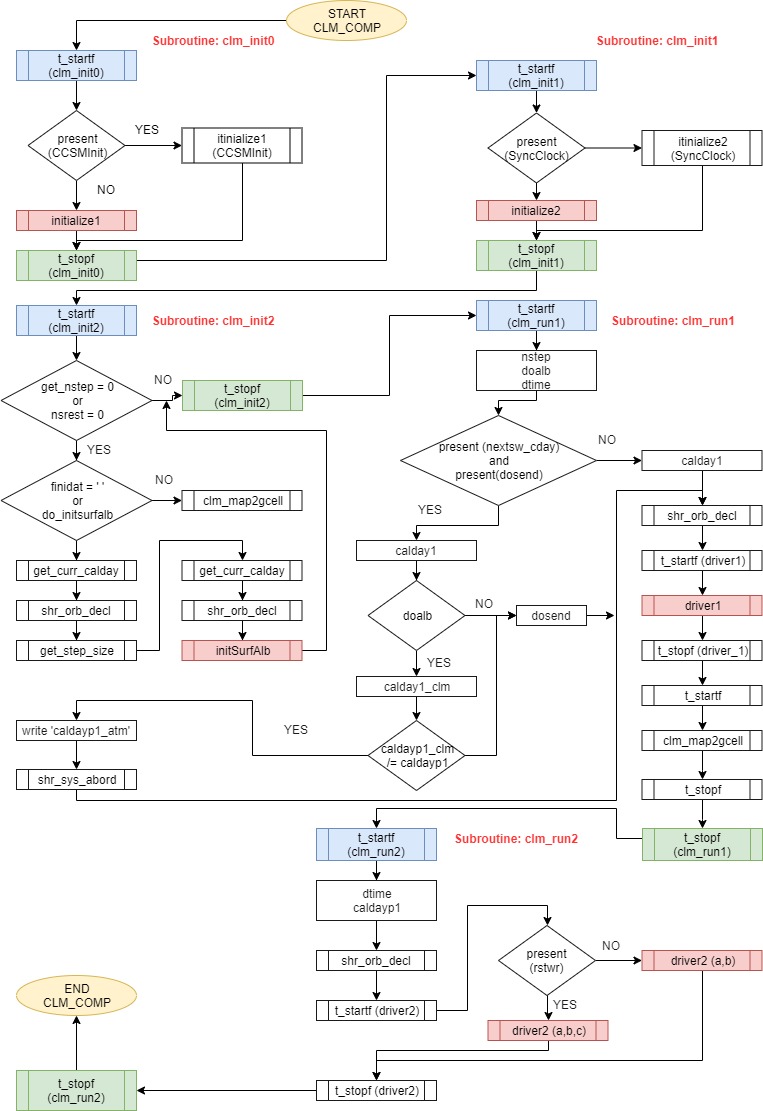 START
CLM_COMP
Subroutine: clm_init0
t_startf
(clm_init0)
present
(CCSMInit)
YES
itinialize1
(CCSMInit)
NO
initialize1
t_stopf
(clm_init0)
Subroutine: clm_init1
t_startf
(clm_init1)
present
(SyncClock)
itinialize2
(SyncClock)
initialize2
t_stopf
(clm_init1)
t_startf
(clm_init2)
Subroutine: clm_init2
get_nstep = 0
or
nsrest = 0
NO
t_stopf
(clm_init2)
YES
finidat = ' '
or
do_initsurfalb
NO
clm_map2gcell
get_curr_calday
shr_orb_decl
get_step_size
get_curr_calday
shr_orb_decl
initSurfAlb
t_startf
(clm_run1)
Subroutine: clm_run1
nstep
doalb
dtime
present (nextsw_cday)
and
present(dosend)
NO
calday1
YES
calday1
doalb
NO
dosend
YES
calday1_clm
caldayp1_clm
/= caldayp1
YES
write 'caldayp1_atm'
shr_sys_abord
shr_orb_decl
t_startf (driver1)
driver1
t_stopf (driver_1)
t_startf
clm_map2gcell
t_stopf
t_stopf
(clm_run1)
t_startf
(clm_run2)
Subroutine: clm_run2
dtime
caldayp1
shr_orb_decl
t_startf (driver2)
present
(rstwr)
NO
driver2 (a,b)
YES
driver2 (a,b,c)
t_stopf (driver2)
t_stopf
(clm_run2)
END
CLM_COMP